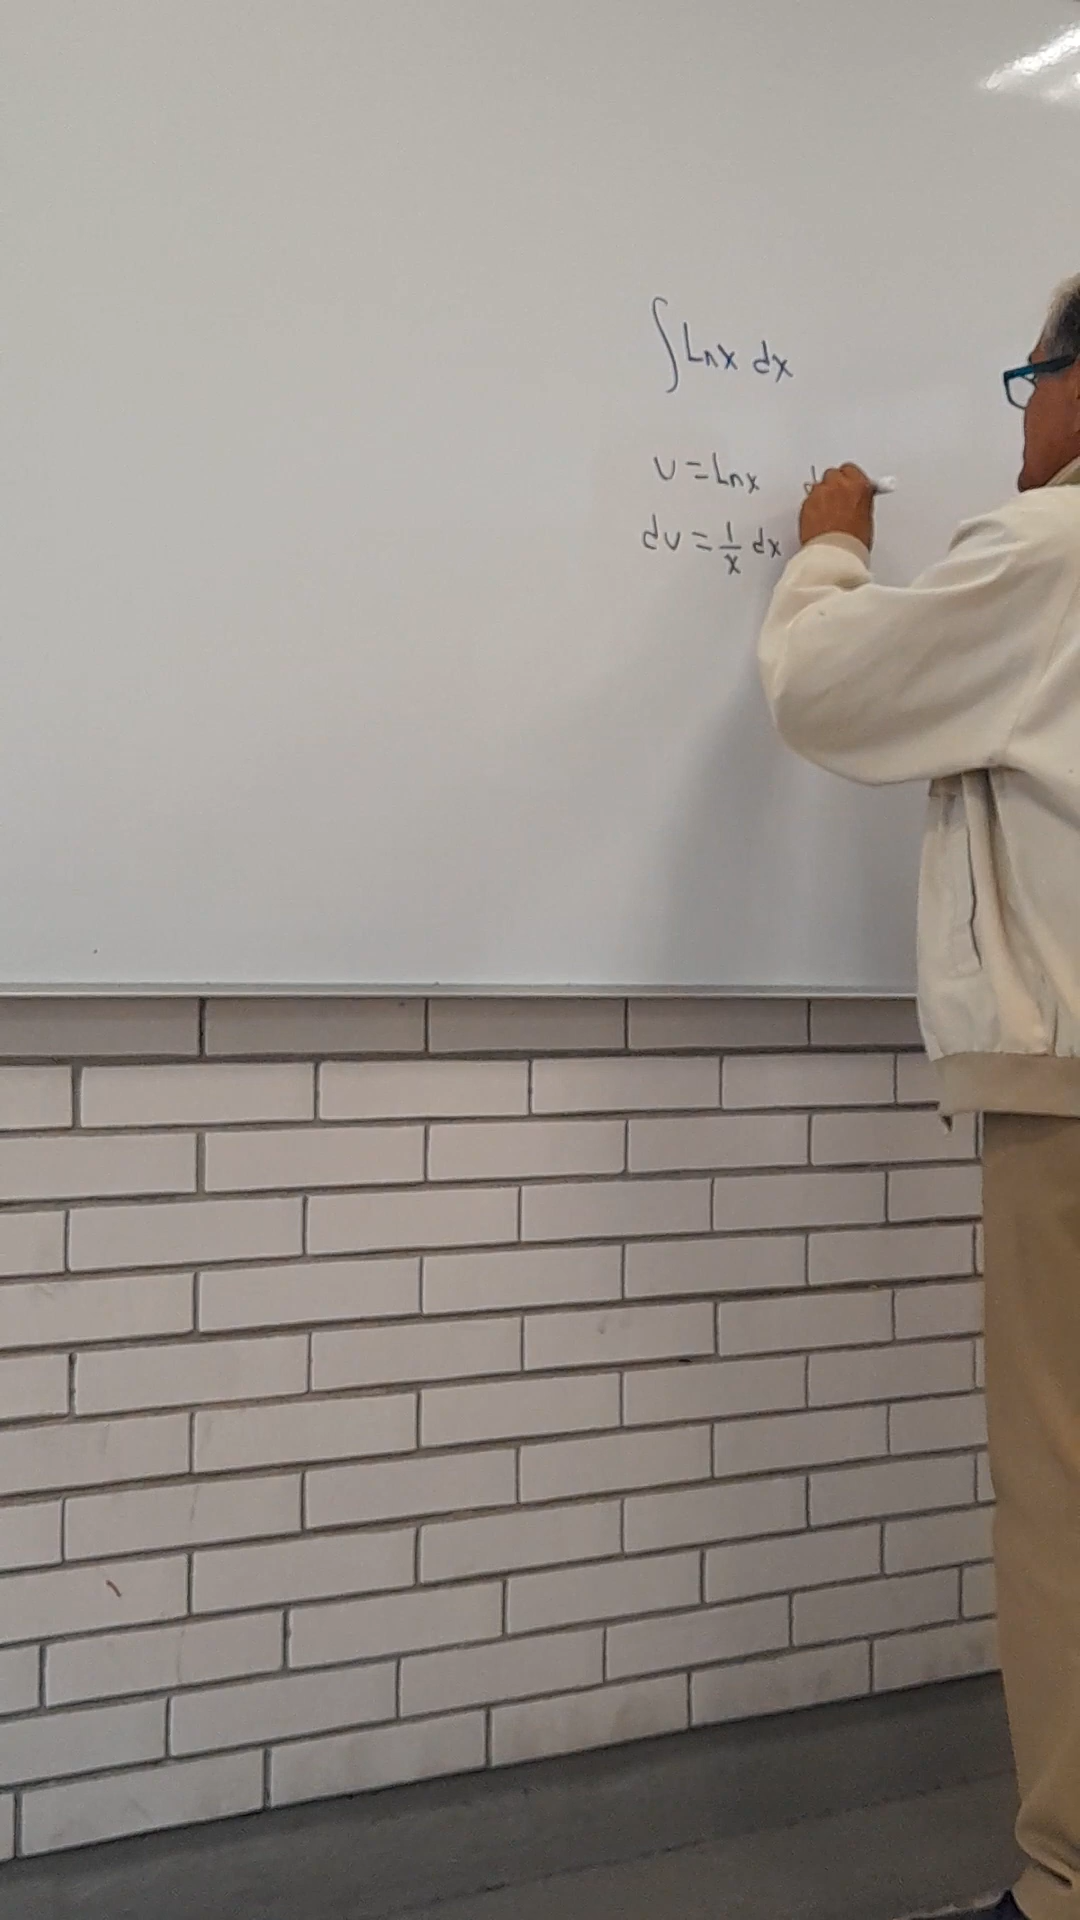 ∫ Lnx dx
u = Lnx d
du = 1/x dx